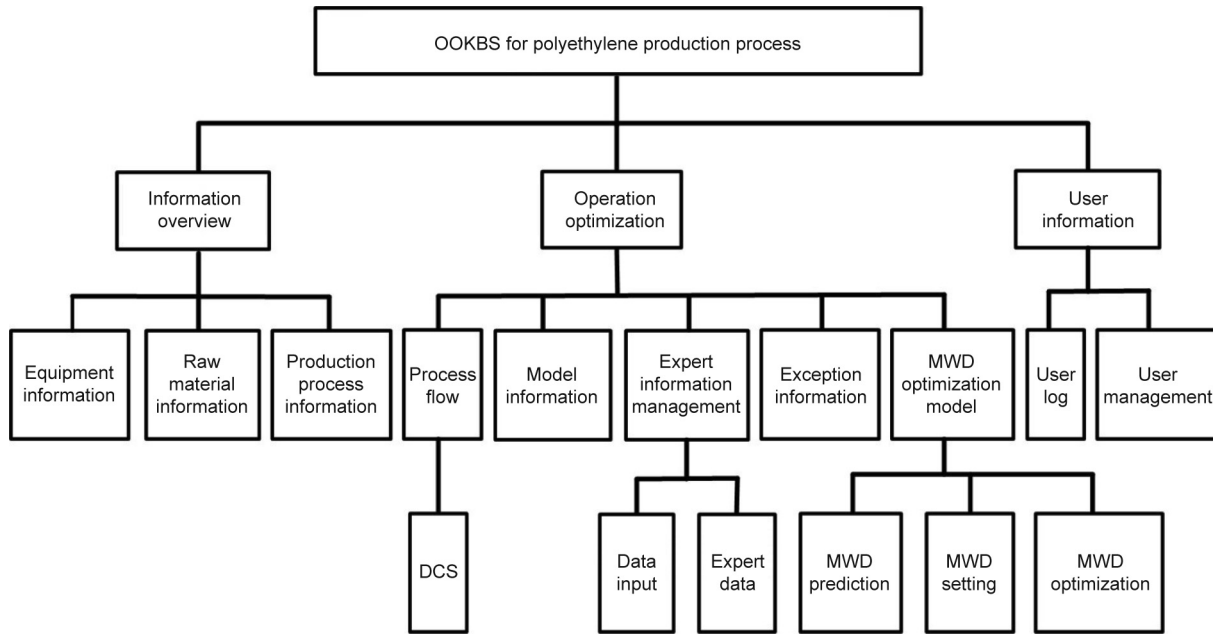 OOKBS for polyethylene production process
Information
overview
Operation
optimization
User
information
Equipment
information
Raw
material
information
Production
process
information
Process
flow
Model
information
Expert
information
management
Exception
information
MWD
optimization
model
User
log
User
management
DCS
Data
input
Expert
data
MWD
prediction
MWD
setting
MWD
optimization